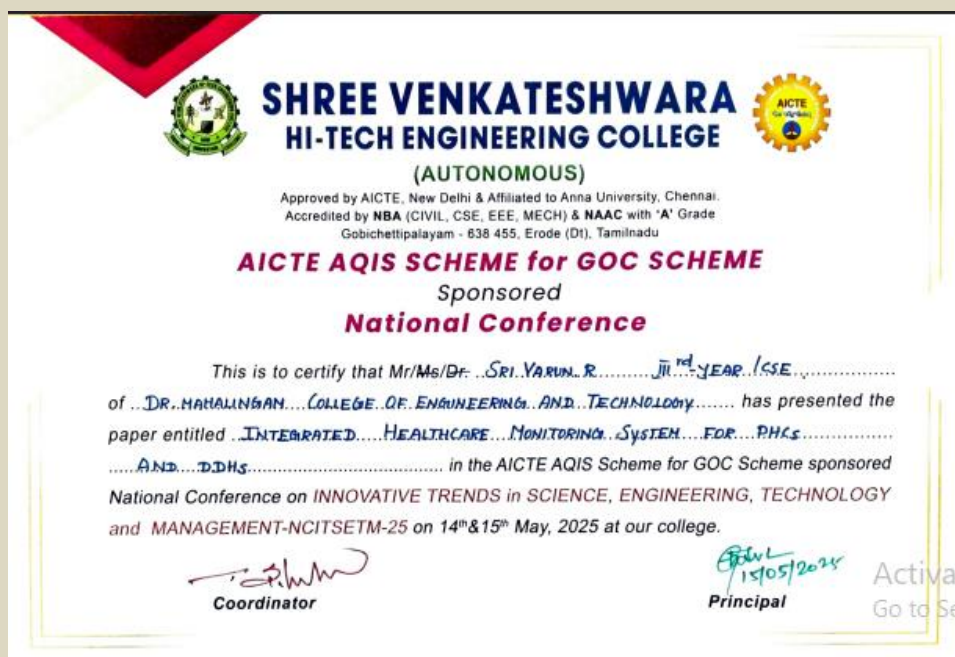 SHREE VENKATESHWARA
HI-TECH ENGINEERING COLLEGE
AICTE
(AUTONOMOUS)
Approved by AICTE, New Delhi & Affiliated to Anna University, Chennai.
Accredited by NBA (CIVIL, CSE, EEE, MECH) & NAAC with 'A' Grade
Gobichettipalayam - 638 455, Erode (Dt), Tamilnadu
AICTE AQIS SCHEME for GOC SCHEME
Sponsored
National Conference
This is to certify that Mr/Ms/Dr. SRI VARUN. R III rd YEAR / CSE
of DR. MAHALINGAM COLLEGE OF ENGINEERING AND TECHNOLOGY has presented the
paper entitled INTEGRATED HEALTHCARE MONITORING SYSTEM FOR PHCs
AND DDHs in the AICTE AQIS Scheme for GOC Scheme sponsored
National Conference on INNOVATIVE TRENDS in SCIENCE, ENGINEERING, TECHNOLOGY
and MANAGEMENT-NCITSETM-25 on 14th&15th May, 2025 at our college.
15/05/2025
Coordinator
Principal
Activa
Go to Se